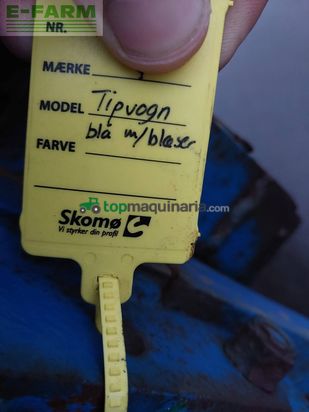 E-FARM
NR.
MÆRKE
MODEL Tipvogn
FARVE blå m/blæser
topmaquinaria.com
Skomø
Vi styrker din profil